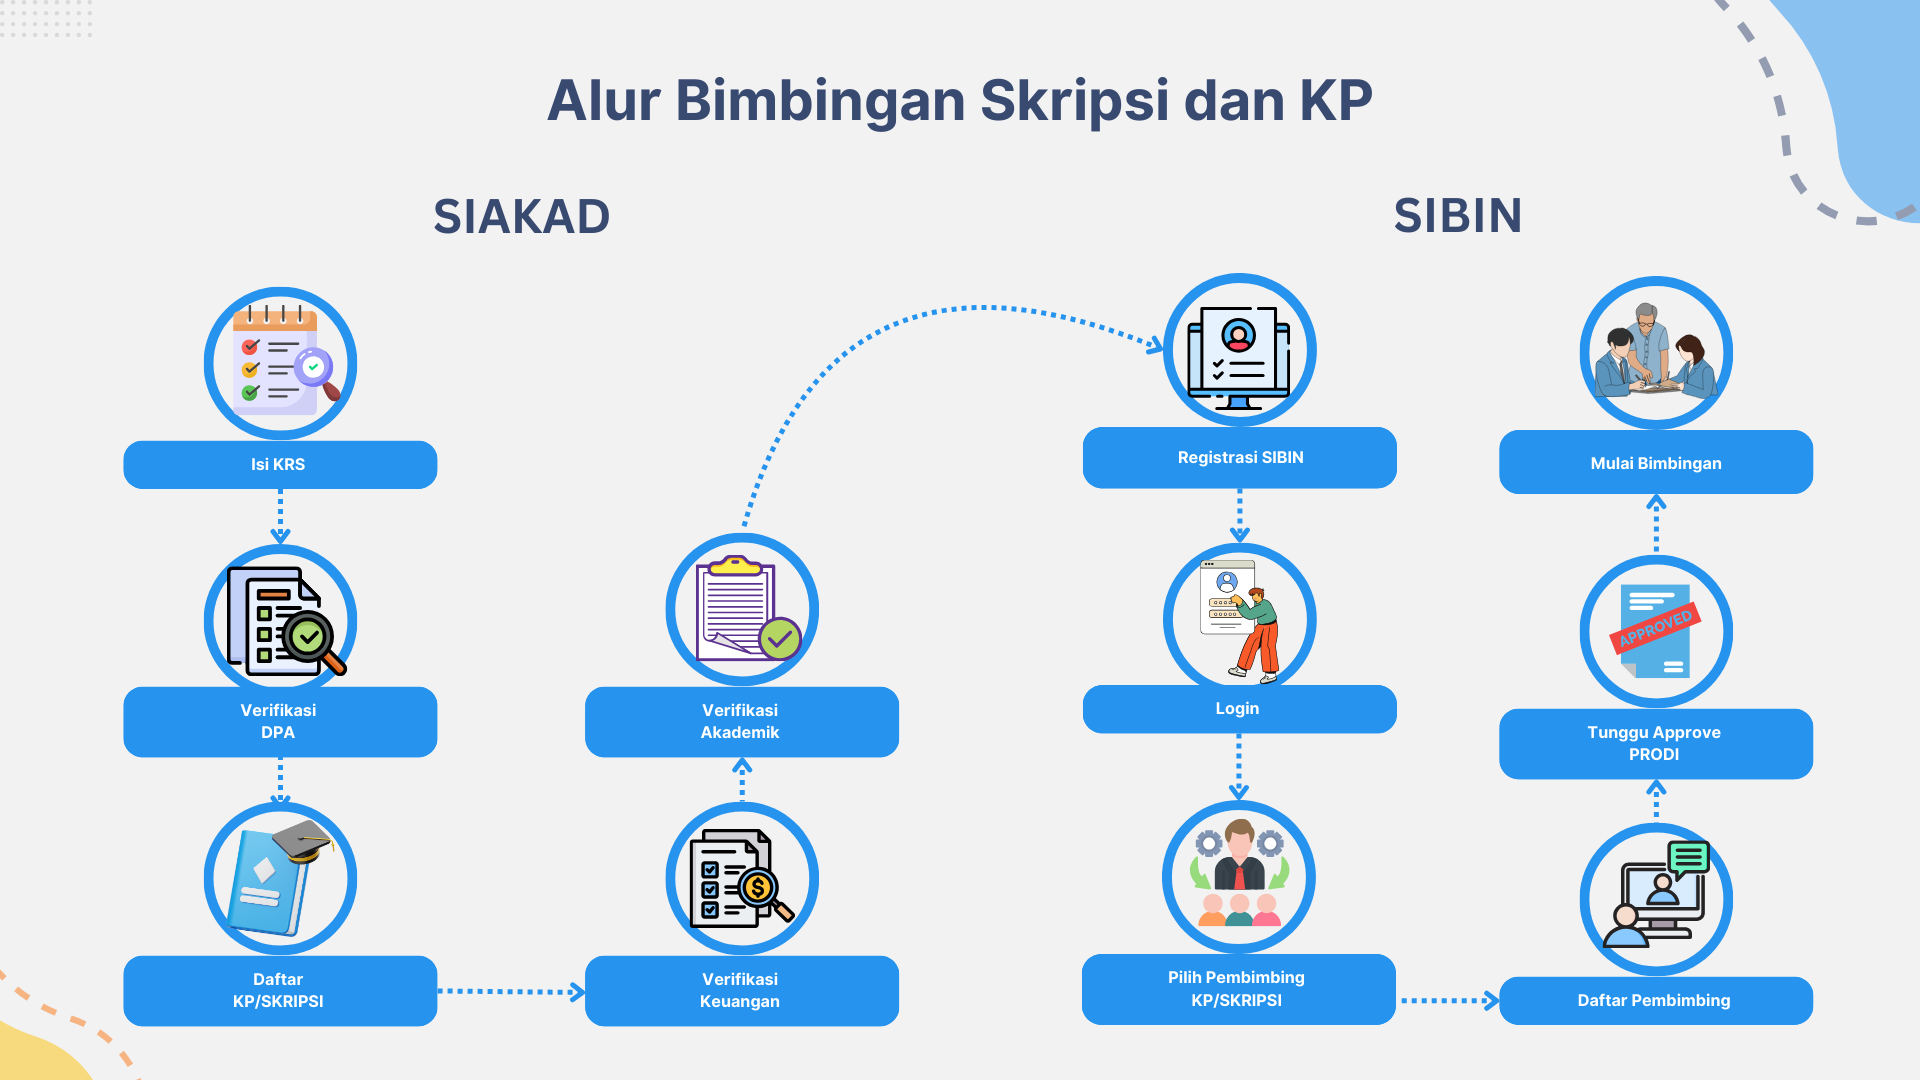 Alur Bimbingan Skripsi dan KP
SIAKAD
Isi KRS
Verifikasi
DPA
Daftar
KP/SKRIPSI
Verifikasi
Keuangan
Verifikasi
Akademik
SIBIN
Registrasi SIBIN
Login
Pilih Pembimbing
KP/SKRIPSI
Daftar Pembimbing
APPROVED
Tunggu Approve
PRODI
Mulai Bimbingan